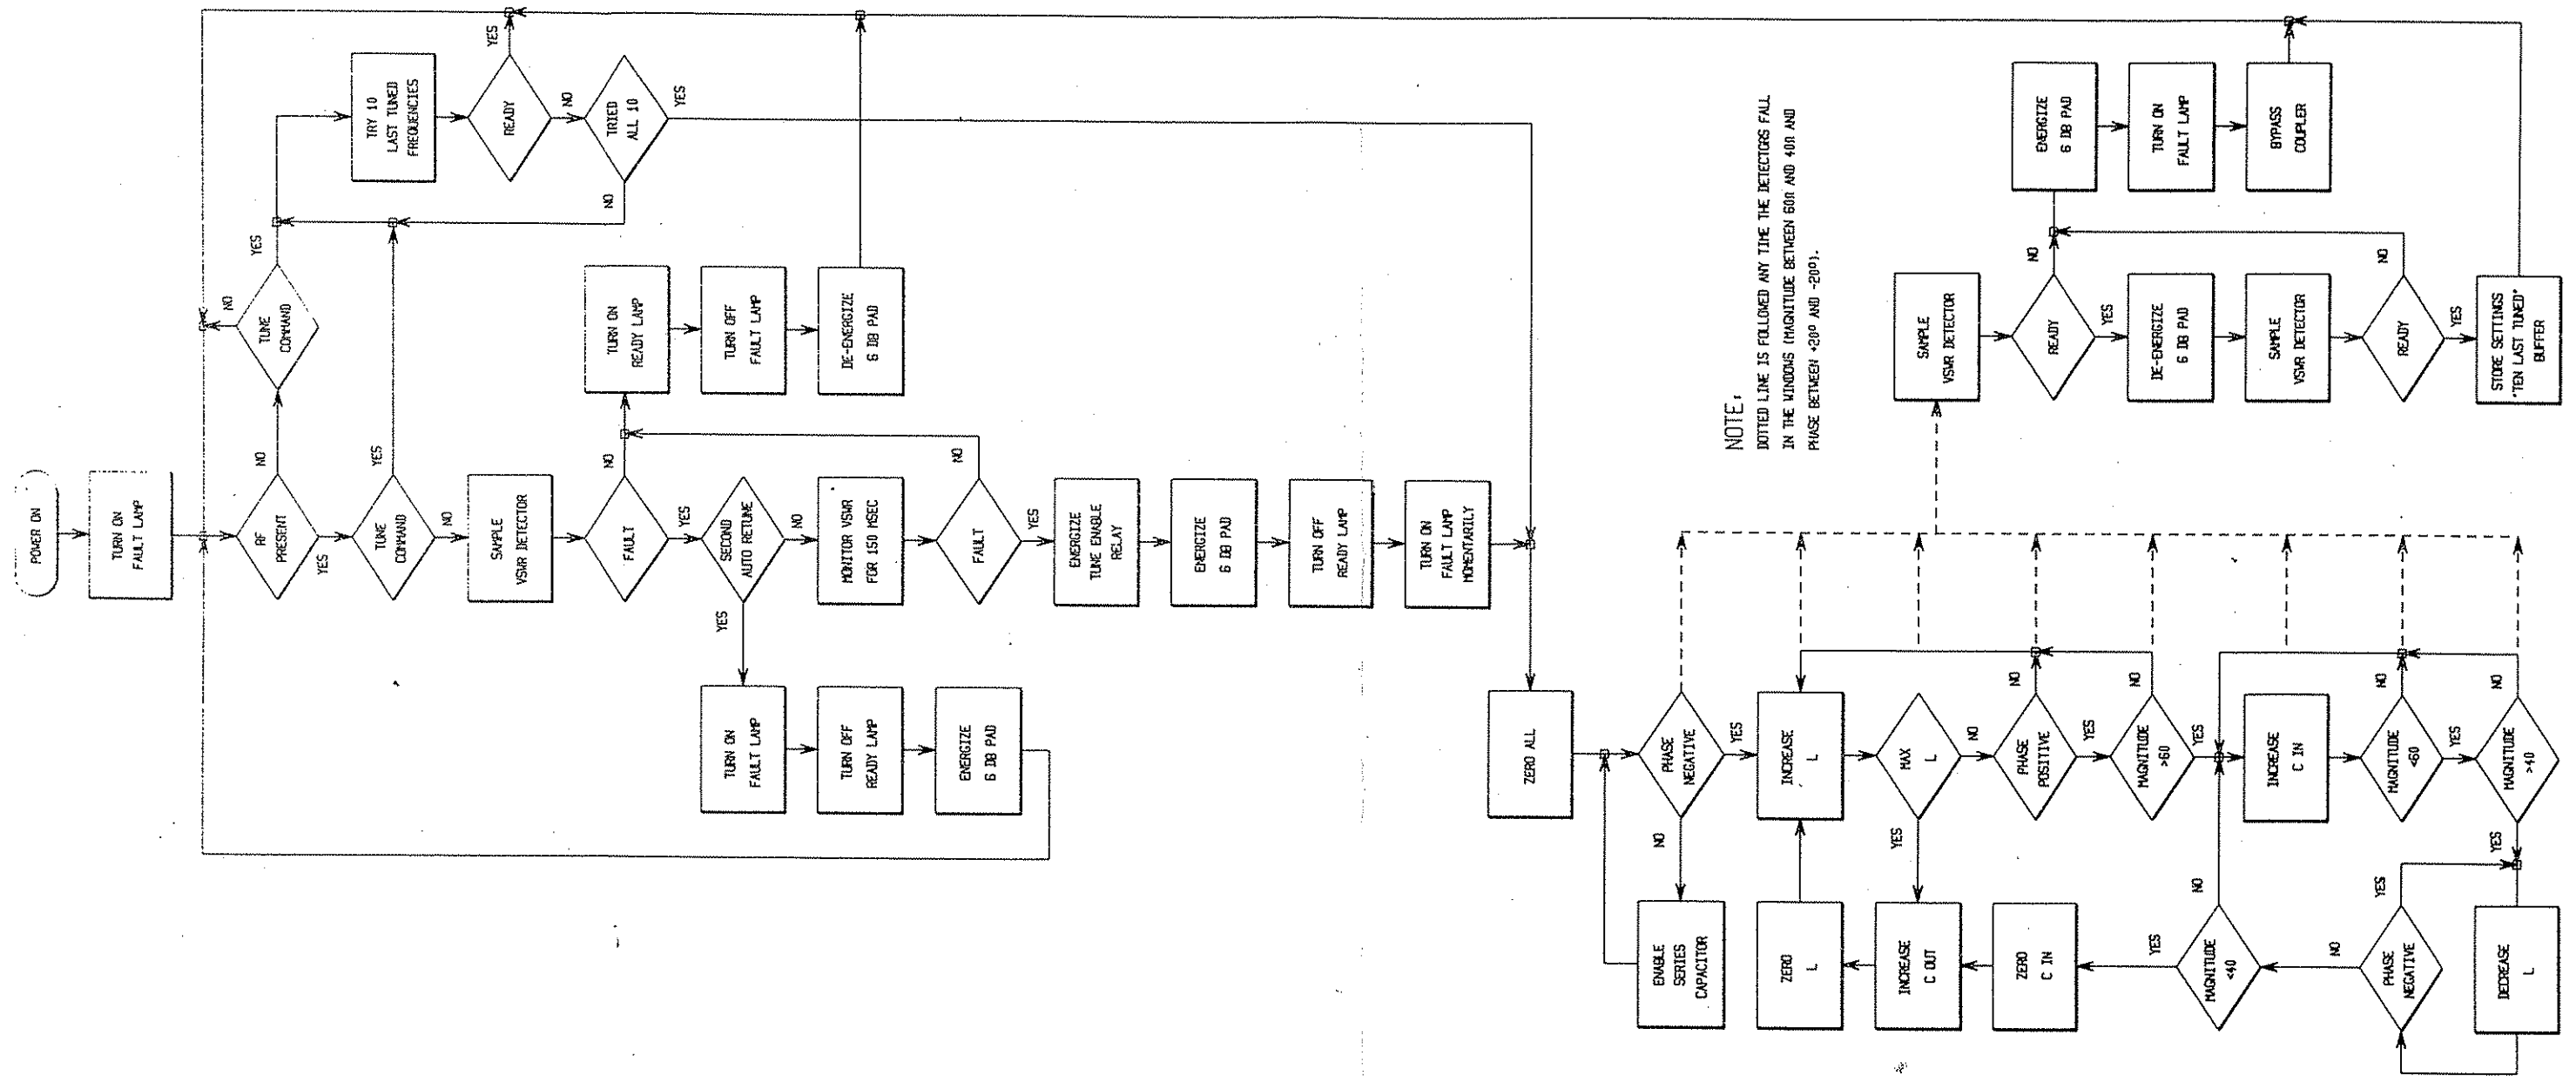 POWER ON
TURN ON
FAULT LAMP
RF
PRESENT
NO
YES
TUNE
COMMAND
NO
YES
TRY 10
LAST TUNED
FREQUENCIES
READY
YES
NO
TRIED
ALL 10
YES
NO
TUNE
COMMAND
YES
NO
SAMPLE
VSWR DETECTOR
FAULT
NO
YES
TURN ON
READY LAMP
TURN OFF
FAULT LAMP
DE-ENERGIZE
6 DB PAD
SECOND
AUTO RETUNE
YES
NO
TURN ON
FAULT LAMP
TURN OFF
READY LAMP
ENERGIZE
6 DB PAD
MONITOR VSWR
FOR 150 MSEC
FAULT
NO
YES
ENERGIZE
TUNE ENABLE
RELAY
ENERGIZE
6 DB PAD
TURN OFF
READY LAMP
TURN ON
FAULT LAMP
MOMENTARILY
ZERO ALL
PHASE
NEGATIVE
NO
YES
ENABLE
SERIES
CAPACITOR
INCREASE
L
MAX
L
YES
NO
ZERO
L
INCREASE
C OUT
ZERO
C IN
PHASE
POSITIVE
NO
YES
MAGNITUDE
>60
NO
YES
INCREASE
C IN
MAGNITUDE
<60
NO
YES
MAGNITUDE
>40
NO
YES
DECREASE
L
PHASE
NEGATIVE
YES
NO
MAGNITUDE
<40
NO
YES
NOTE:
DOTTED LINE IS FOLLOWED ANY TIME THE DETECTORS FALL
IN THE WINDOWS (MAGNITUDE BETWEEN 60Ω AND 40Ω AND
PHASE BETWEEN +20º AND -20º).
SAMPLE
VSWR DETECTOR
READY
NO
YES
DE-ENERGIZE
6 DB PAD
SAMPLE
VSWR DETECTOR
READY
NO
YES
STORE SETTINGS
"TEN LAST TUNED"
BUFFER
ENERGIZE
6 DB PAD
TURN ON
FAULT LAMP
BYPASS
COUPLER